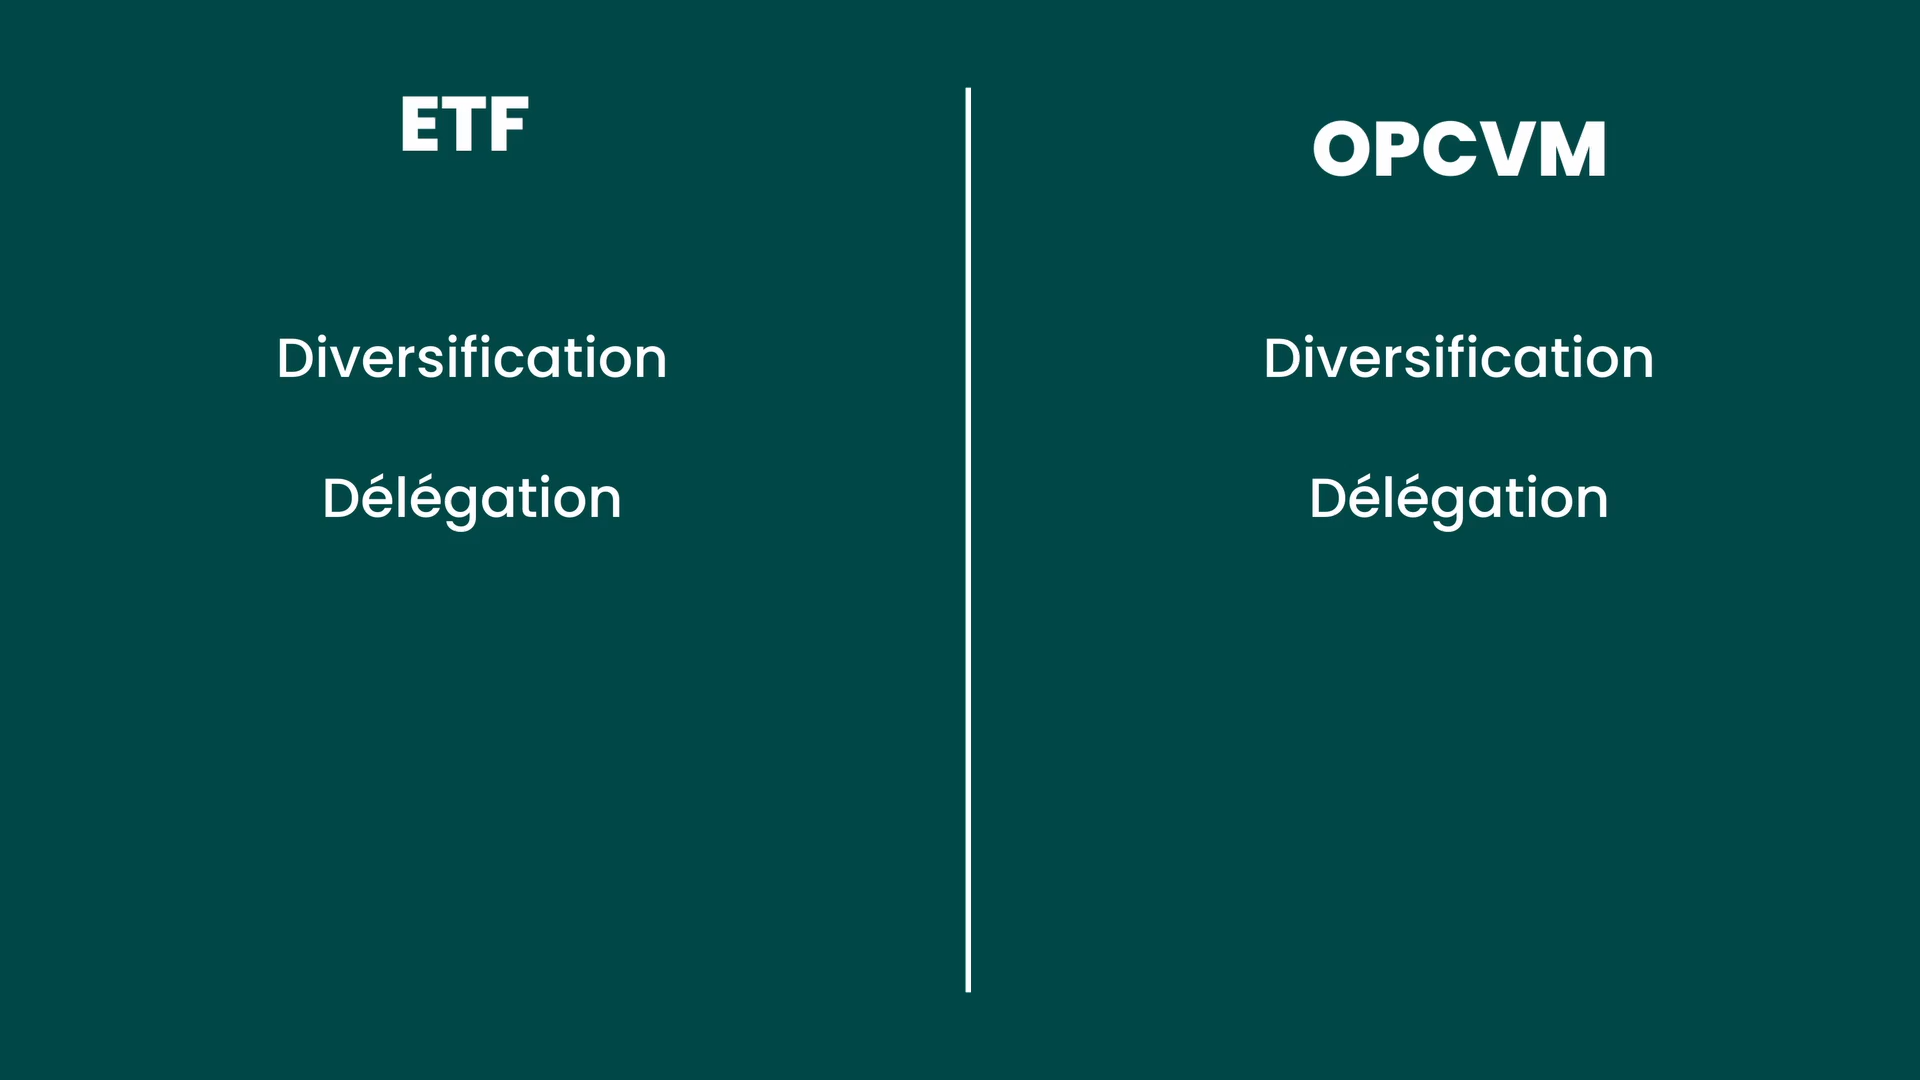 ETF
Diversification
Délégation
OPCVM
Diversification
Délégation